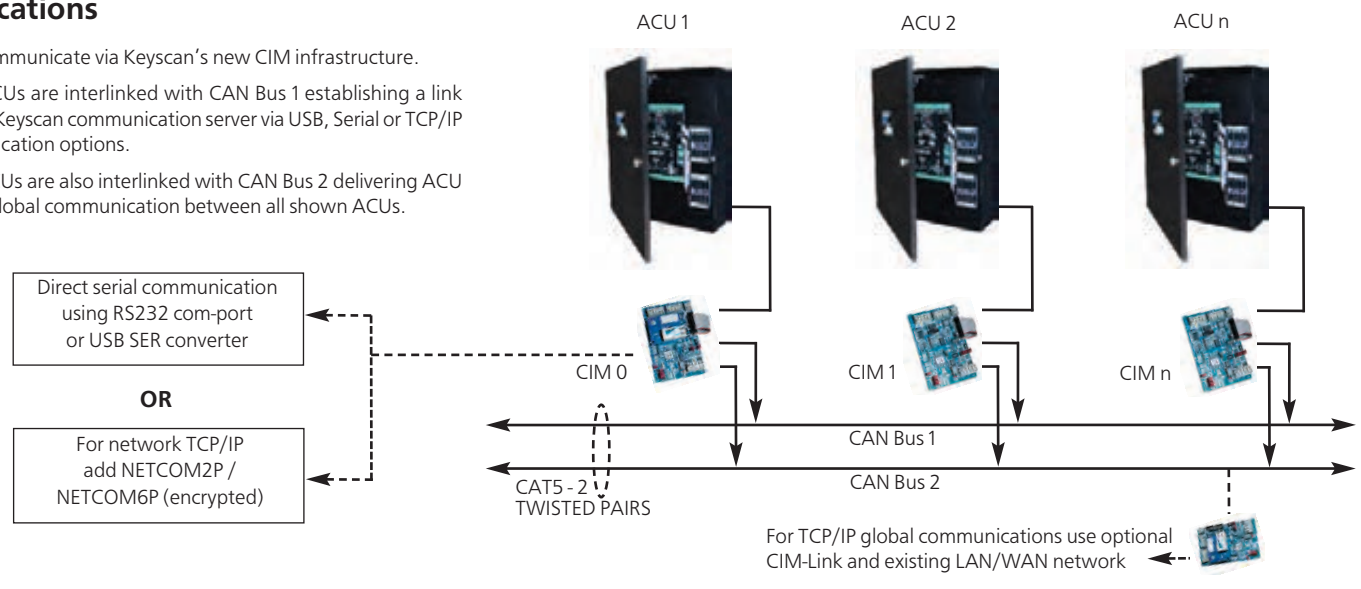 cations
mmunicate via Keyscan's new CIM infrastructure.
CUs are interlinked with CAN Bus 1 establishing a link
Keyscan communication server via USB, Serial or TCP/IP
ication options.
Us are also interlinked with CAN Bus 2 delivering ACU
lobal communication between all shown ACUs.
ACU 1
ACU 2
ACU n
Direct serial communication
using RS232 com-port
or USB SER converter
OR
For network TCP/IP
add NETCOM2P /
NETCOM6P (encrypted)
CIM 0
CIM 1
CIM n
CAN Bus 1
CAN Bus 2
CAT5 - 2
TWISTED PAIRS
For TCP/IP global communications use optional
CIM-Link and existing LAN/WAN network